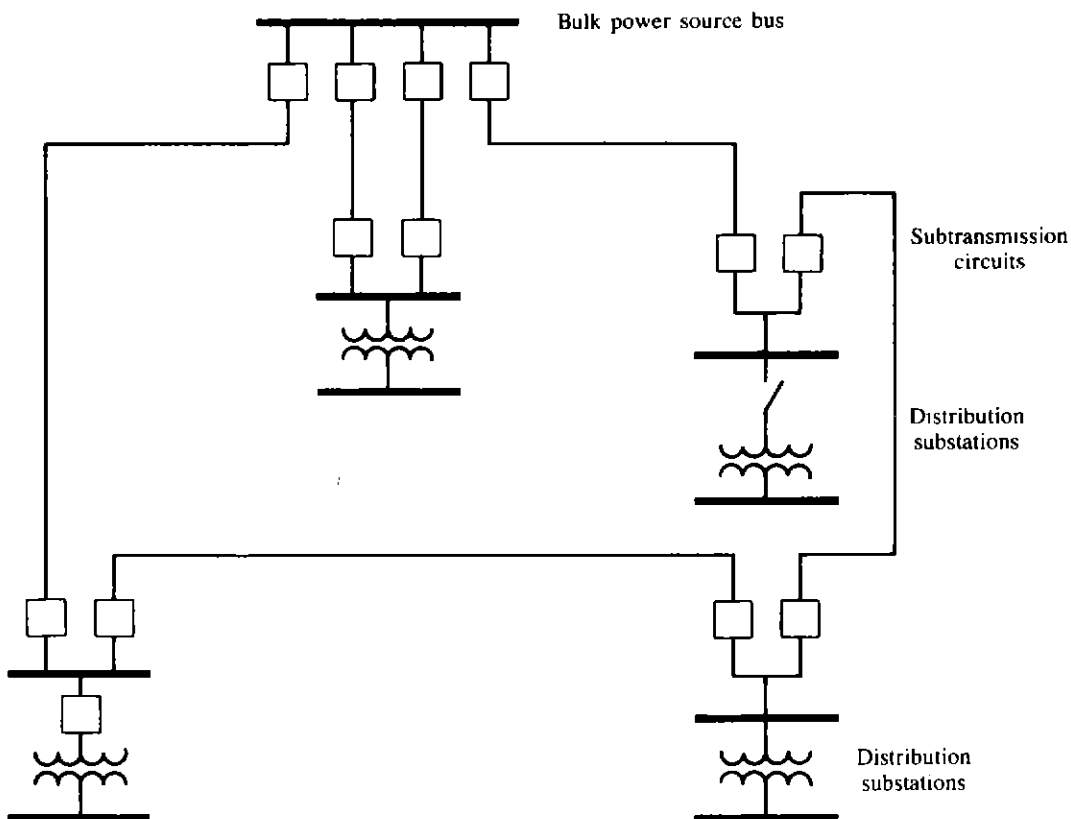 Bulk power source bus
Subtransmission
circuits
Distribution
substations
Distribution
substations